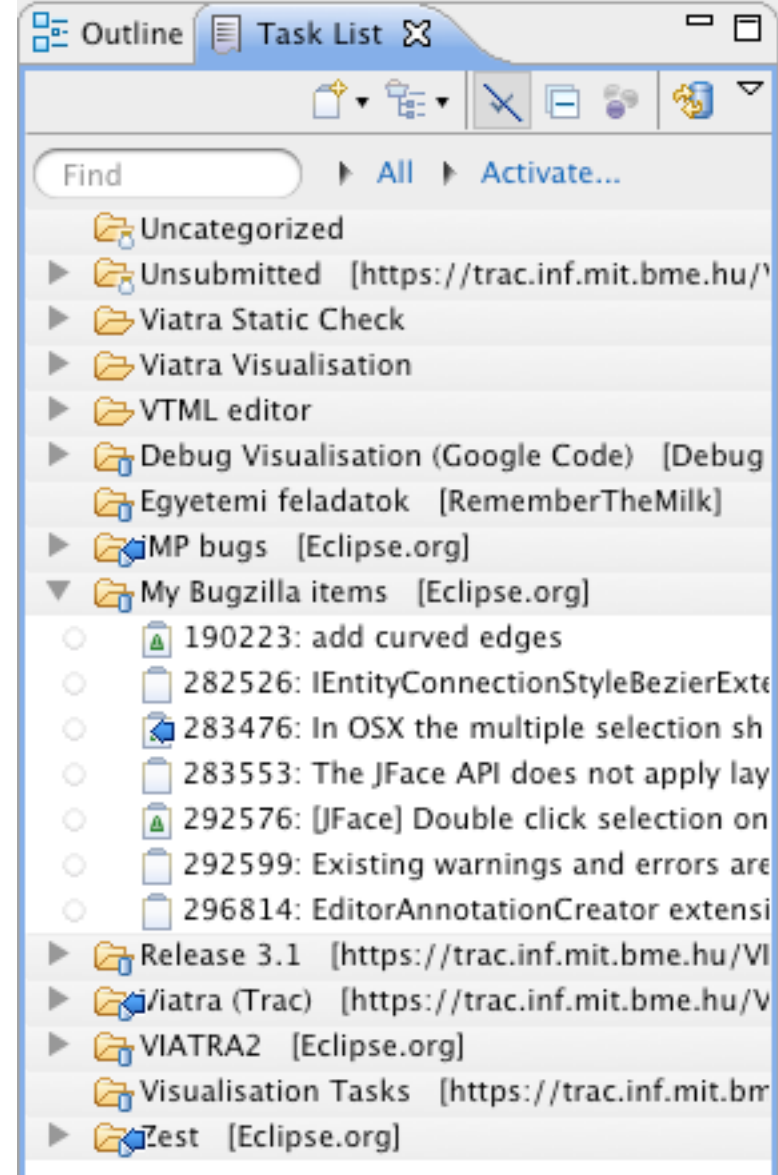 Outline Task List
Find All Activate...
Uncategorized
Unsubmitted [https://trac.inf.mit.bme.hu/
Viatra Static Check
Viatra Visualisation
VTML editor
Debug Visualisation (Google Code) [Debug
Egyetemi feladatok [RememberTheMilk]
IMP bugs [Eclipse.org]
My Bugzilla items [Eclipse.org]
190223: add curved edges
282526: IEntityConnectionStyleBezierExte
283476: In OSX the multiple selection sh
283553: The JFace API does not apply lay
292576: [JFace] Double click selection on
292599: Existing warnings and errors are
296814: EditorAnnotationCreator extensi
Release 3.1 [https://trac.inf.mit.bme.hu/VI
Viatra (Trac) [https://trac.inf.mit.bme.hu/V
VIATRA2 [Eclipse.org]
Visualisation Tasks [https://trac.inf.mit.bm
Zest [Eclipse.org]